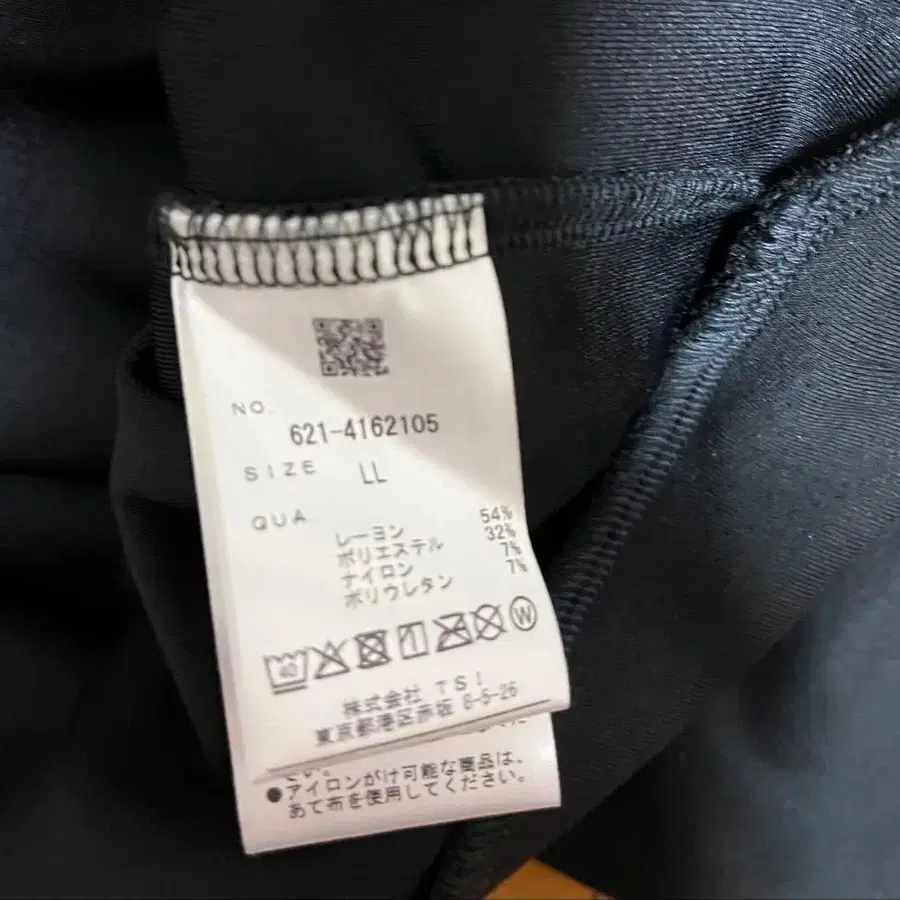 NO.
621-4162105
SIZE LL
QUA.
レーヨン 54%
ポリエステル 32%
ナイロン 7%
ポリウレタン 7%
40
W
株式会社 TSI
東京都港区赤坂 8-5-26
さい。
●アイロンがけ可能な商品は、
あて布を使用してください。